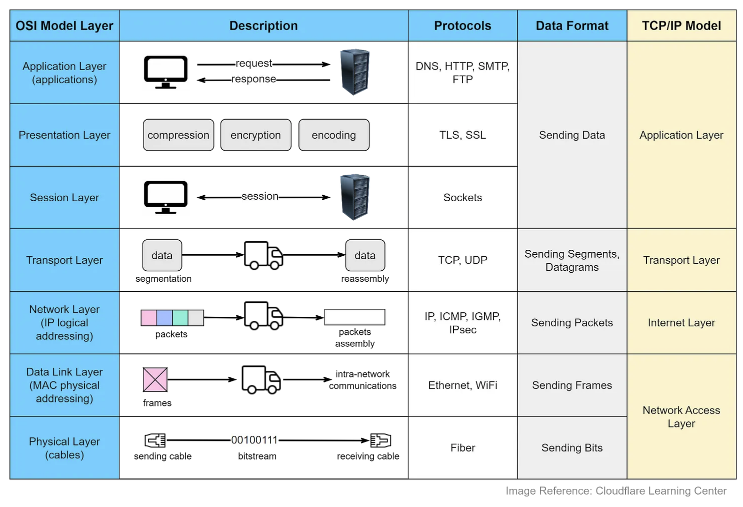 OSI Model Layer
Description
Protocols
Data Format
TCP/IP Model
Application Layer
(applications)
request
response
DNS, HTTP, SMTP,
FTP
Presentation Layer
compression
encryption
encoding
TLS, SSL
Sending Data
Application Layer
Session Layer
session
Sockets
Transport Layer
data
segmentation
data
reassembly
TCP, UDP
Sending Segments,
Datagrams
Transport Layer
Network Layer
(IP logical
addressing)
packets
packets
assembly
IP, ICMP, IGMP,
IPsec
Sending Packets
Internet Layer
Data Link Layer
(MAC physical
addressing)
frames
intra-network
communications
Ethernet, WiFi
Sending Frames
Network Access
Layer
Physical Layer
(cables)
sending cable
00100111
bitstream
receiving cable
Fiber
Sending Bits
Image Reference: Cloudflare Learning Center